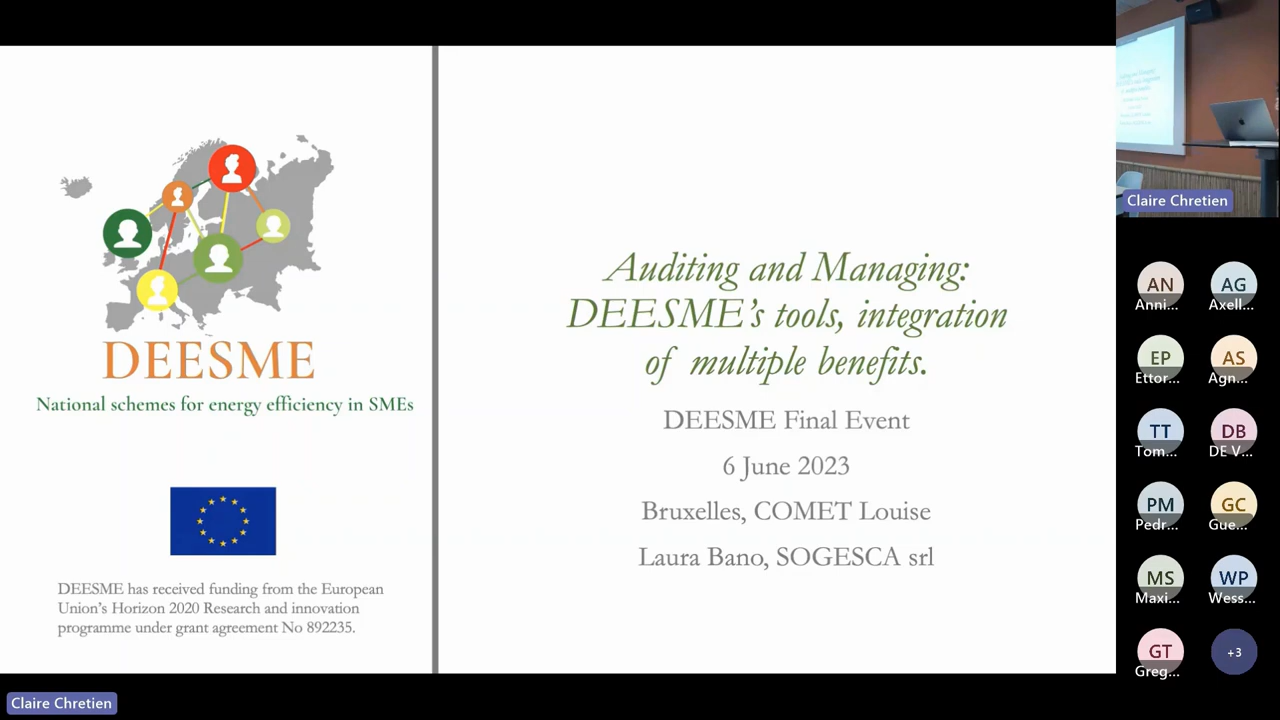 DEESME
National schemes for energy efficiency in SMEs
DEESME has received funding from the European
Union's Horizon 2020 Research and innovation
programme under grant agreement No 892235.
Auditing and Managing:
DEESME's tools, integration
of multiple benefits.
DEESME Final Event
6 June 2023
Bruxelles, COMET Louise
Laura Bano, SOGESCA srl
Claire Chretien
AN
Anni...
AG
Axell...
EP
Ettor...
AS
Agn...
TT
Tom...
DB
DE V...
PM
Pedr...
GC
Gue...
MS
Maxi...
WP
Wess...
GT
Greg...
+3
Claire Chretien